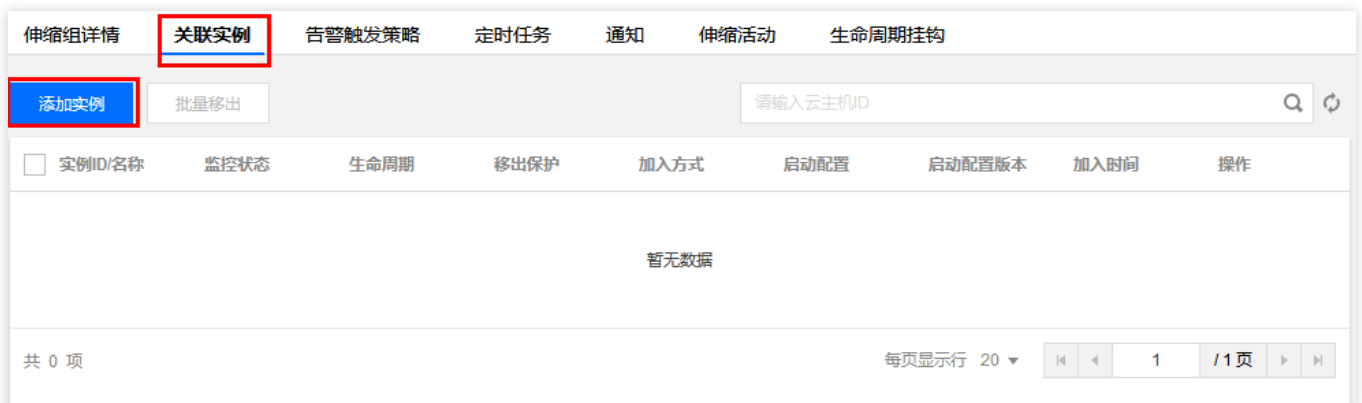 伸缩组详情 关联实例 告警触发策略 定时任务 通知 伸缩活动 生命周期挂钩
添加实例 批量移出 请输入云主机ID
实例ID/名称 监控状态 生命周期 移出保护 加入方式 启动配置 启动配置版本 加入时间 操作
暂无数据
共 0 项 每页显示行 20 1 /1页